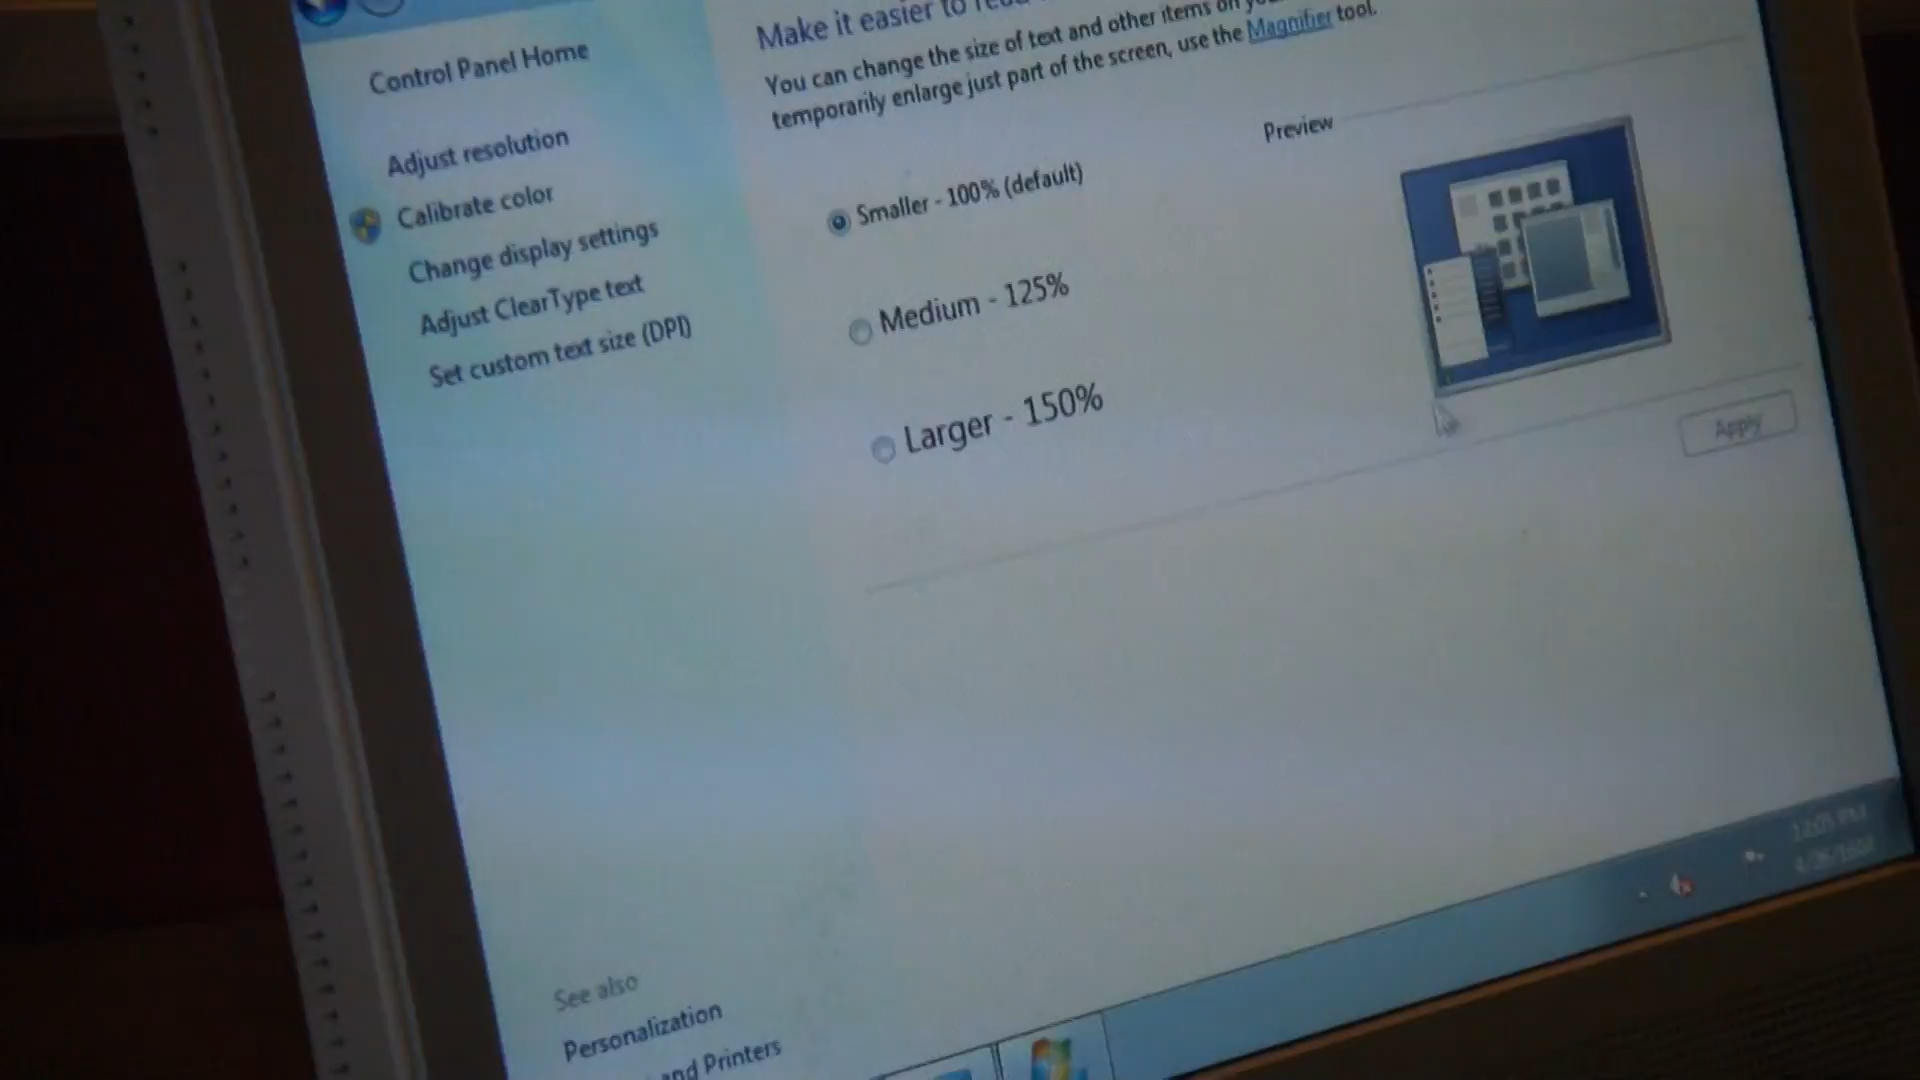 Control Panel Home
Adjust resolution
Calibrate color
Change display settings
Adjust ClearType text
Set custom text size (DPI)
See also
Personalization
and Printers
Make it easier to
You can change the size of text and other items on
temporarily enlarge just part of the screen, use the Magnifier tool.
Smaller - 100% (default)
Medium - 125%
Larger - 150%
Preview
Apply
12:05 PM